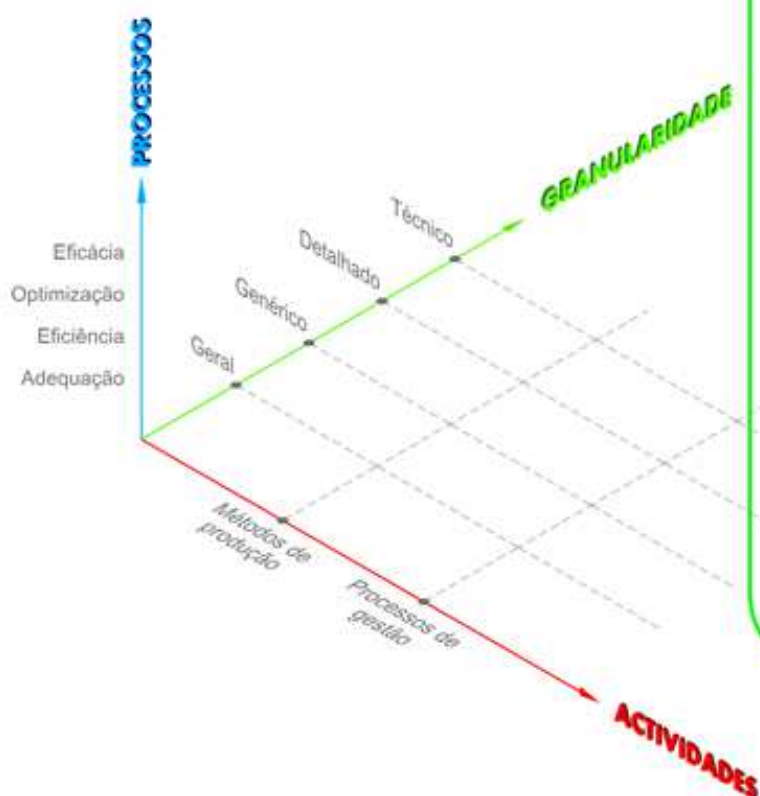 PROCESSOS
GRANULARIDADE
Técnico
Detalhado
Genérico
Geral
Eficácia
Optimização
Eficiência
Adequação
Métodos de
produção
Processos de
gestão
ACTIVIDADES